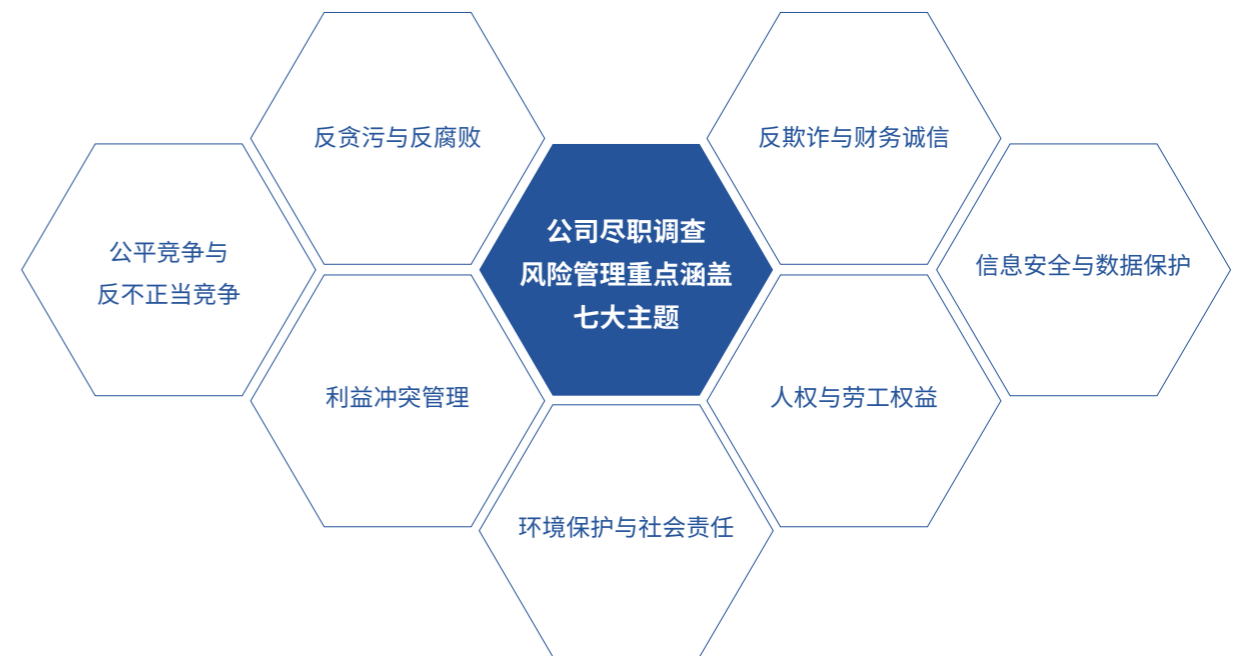 反贪污与反腐败
反欺诈与财务诚信
公平竞争与
反不正当竞争
公司尽职调查
风险管理重点涵盖
七大主题
信息安全与数据保护
利益冲突管理
人权与劳工权益
环境保护与社会责任